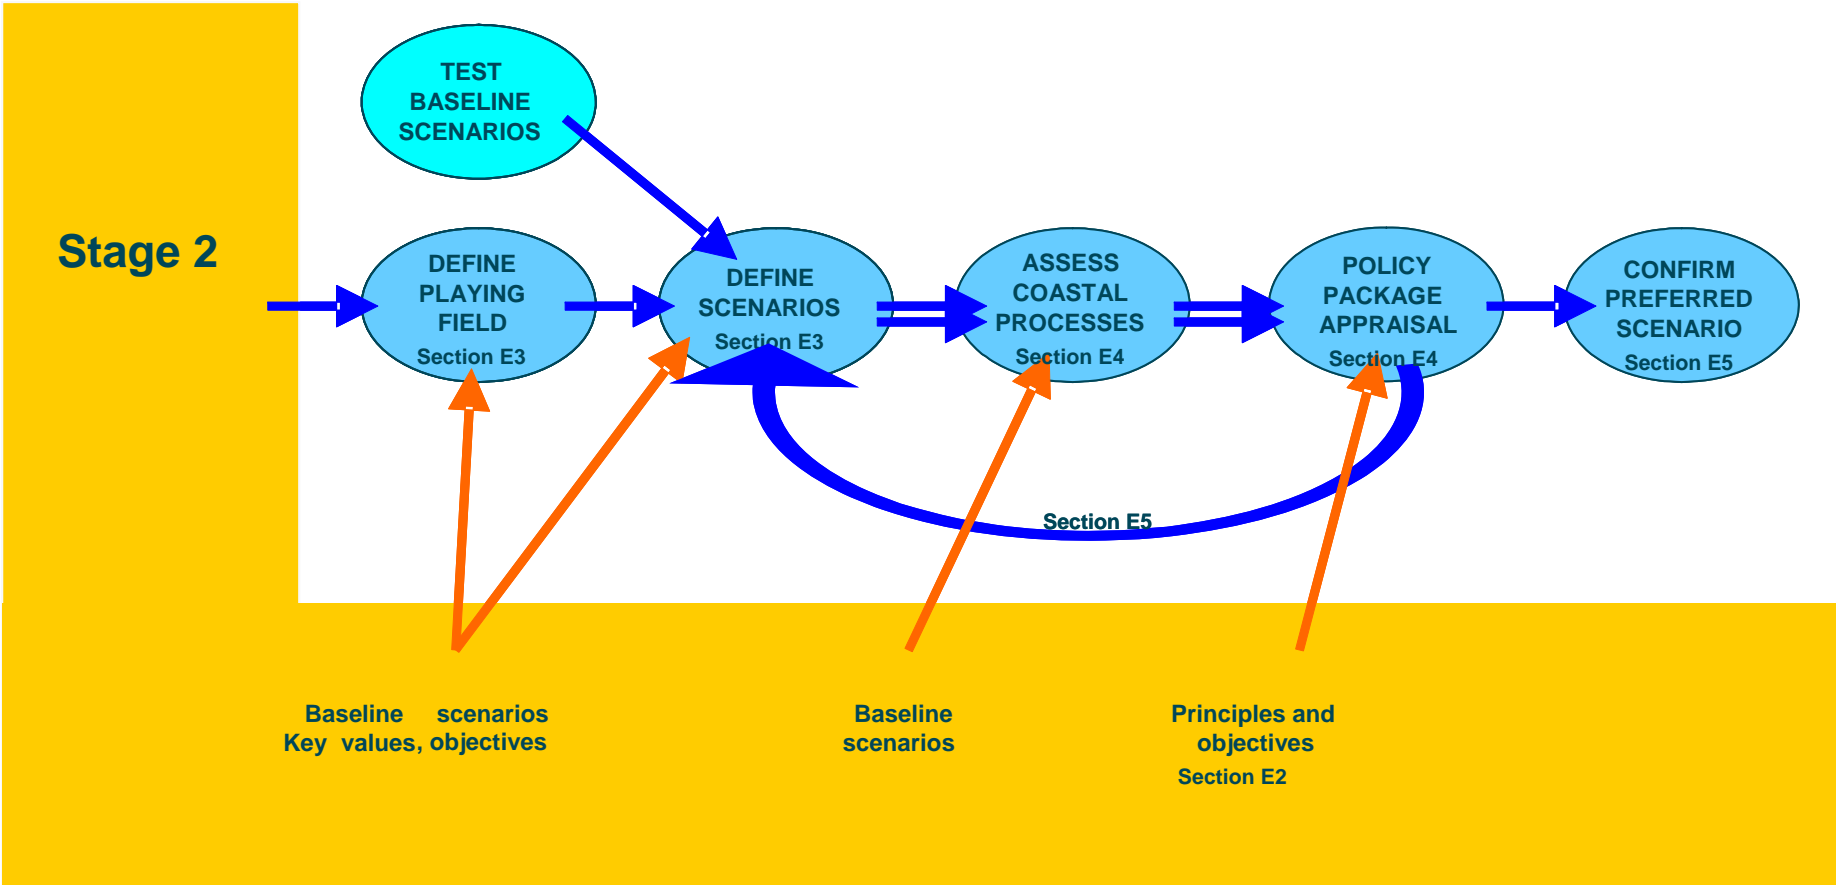 TEST
BASELINE
SCENARIOS
Stage 2
DEFINE
PLAYING
FIELD
Section E3
DEFINE
SCENARIOS
Section E3
ASSESS
COASTAL
PROCESSES
Section E4
POLICY
PACKAGE
APPRAISAL
Section E4
CONFIRM
PREFERRED
SCENARIO
Section E5
Section E5
Baseline scenarios
Key values, objectives
Baseline
scenarios
Principles and
objectives
Section E2